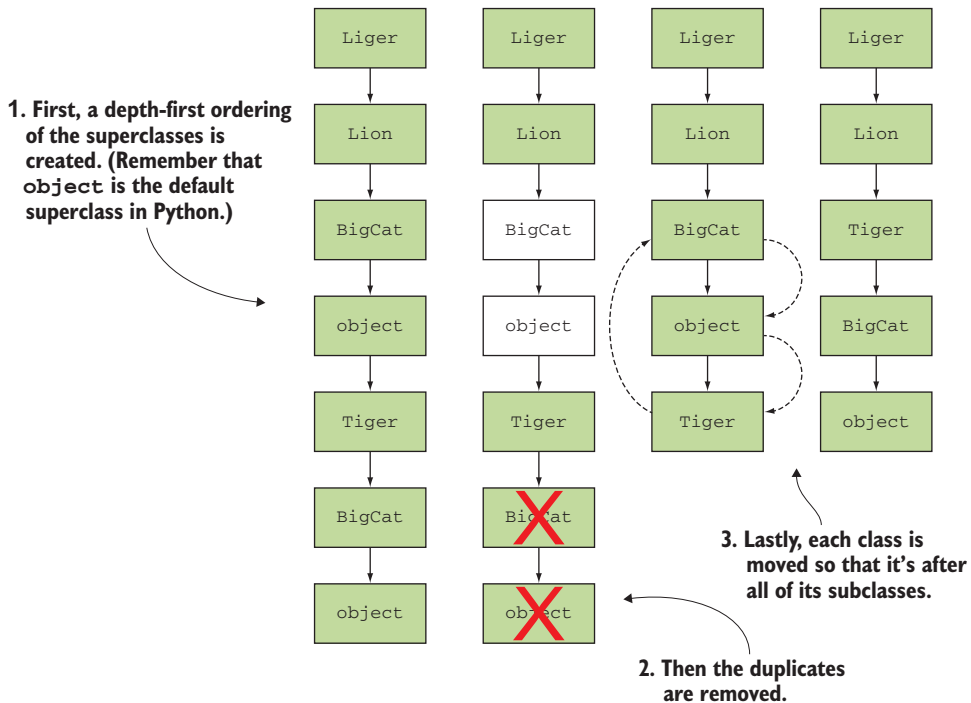 Liger
Liger
Liger
Liger
1. First, a depth-first ordering
of the superclasses is
created. (Remember that
object is the default
superclass in Python.)
Lion
Lion
Lion
Lion
BigCat
BigCat
BigCat
Tiger
object
object
object
BigCat
Tiger
Tiger
Tiger
object
BigCat
BigCat
3. Lastly, each class is
moved so that it's after
all of its subclasses.
object
object
2. Then the duplicates
are removed.